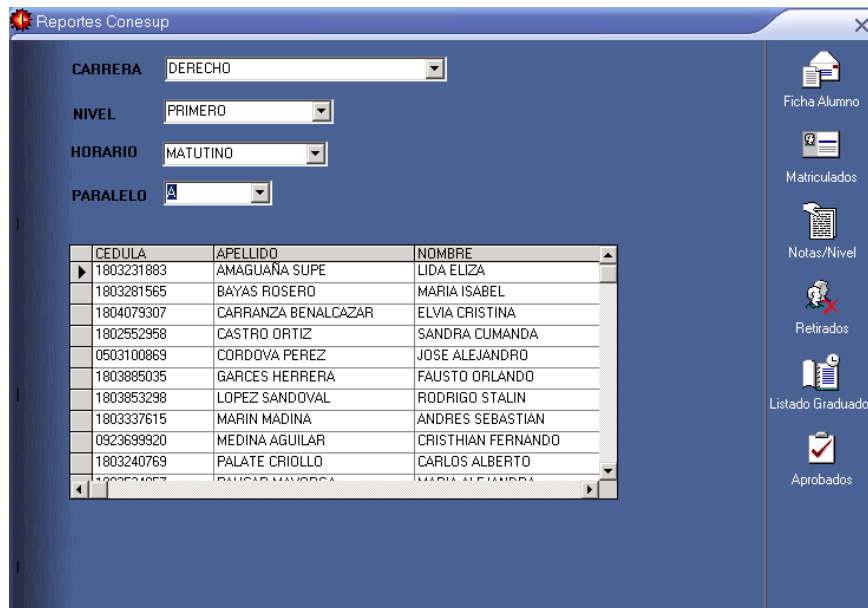 Reportes Conesup
CARRERA DERECHO
NIVEL PRIMERO
HORARIO MATUTINO
PARALELO A
CEDULA APELLIDO NOMBRE
1803231883 AMAGUAÑA SUPE LIDA ELIZA
1803281565 BAYAS ROSERO MARIA ISABEL
1804079307 CARRANZA BENALCAZAR ELVIA CRISTINA
1802552958 CASTRO ORTIZ SANDRA CUMANDA
0503100869 CORDOVA PEREZ JOSE ALEJANDRO
1803885035 GARCES HERRERA FAUSTO ORLANDO
1803853298 LOPEZ SANDOVAL RODRIGO STALIN
1803337615 MARIN MADINA ANDRES SEBASTIAN
0923699920 MEDINA AGUILAR CRISTHIAN FERNANDO
1803240769 PALATE CRIOLLO CARLOS ALBERTO
MARIA ALEJANDRA
Ficha Alumno
Matriculados
Notas/Nivel
Retirados
Listado Graduado
Aprobados